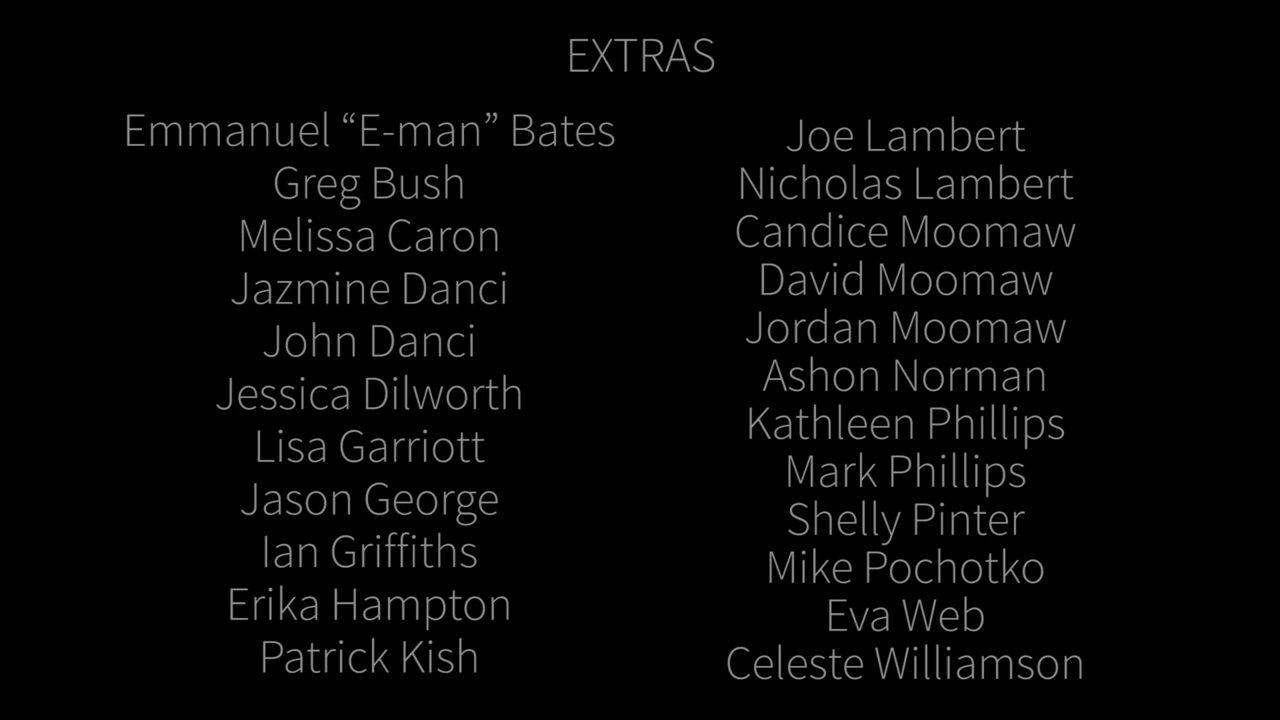 EXTRAS
Emmanuel “E-man” Bates
Greg Bush
Melissa Caron
Jazmine Danci
John Danci
Jessica Dilworth
Lisa Garriott
Jason George
Ian Griffiths
Erika Hampton
Patrick Kish
Joe Lambert
Nicholas Lambert
Candice Moomaw
David Moomaw
Jordan Moomaw
Ashon Norman
Kathleen Phillips
Mark Phillips
Shelly Pinter
Mike Pochotko
Eva Web
Celeste Williamson